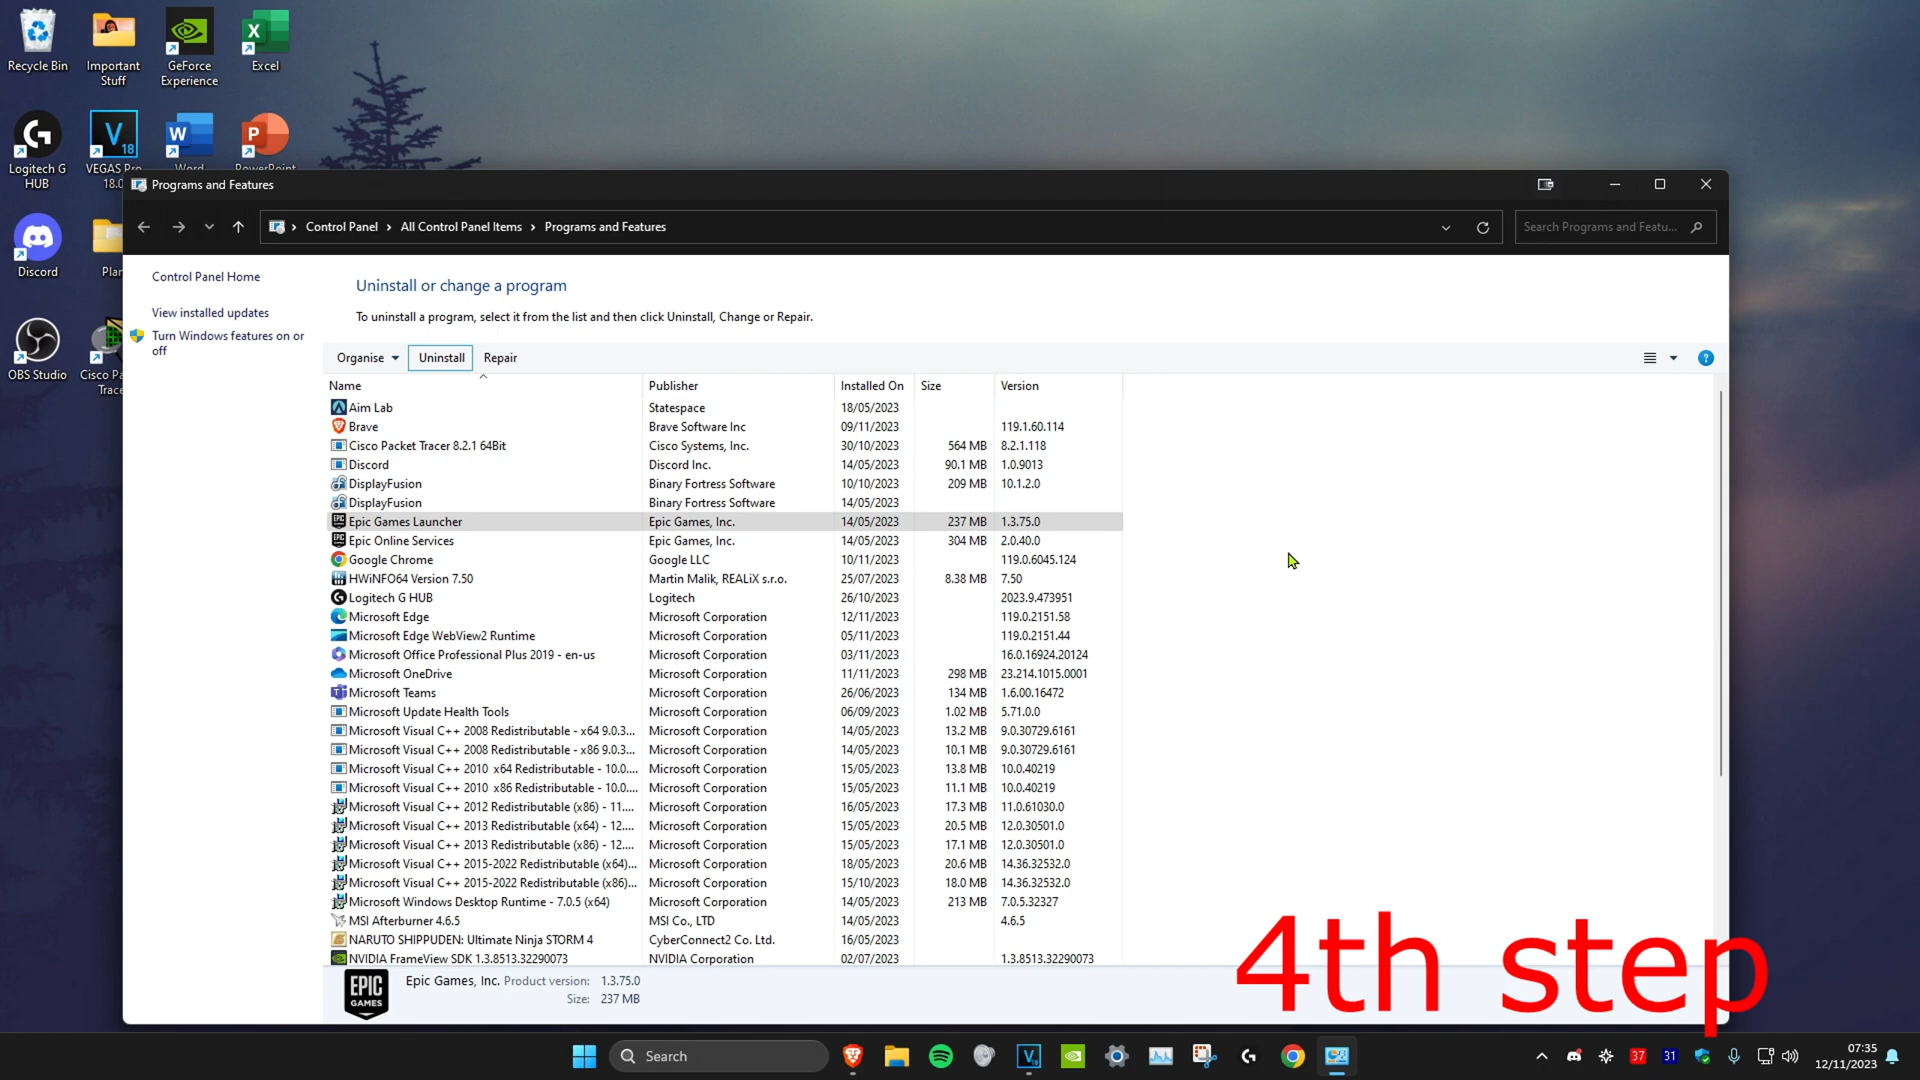 Recycle Bin
Important Stuff
GeForce Experience
Excel
Logitech G HUB
VEGAS Pro 18.0
Word
PowerPoint
Discord
Plan
OBS Studio
Cisco Pa
Trace
Programs and Features
Control Panel > All Control Panel Items > Programs and Features
Search Programs and Featu...
Control Panel Home
View installed updates
Turn Windows features on or off
Uninstall or change a program
To uninstall a program, select it from the list and then click Uninstall, Change or Repair.
Organise Uninstall Repair
Name Publisher Installed On Size Version
Aim Lab Statespace 18/05/2023
Brave Brave Software Inc 09/11/2023 119.1.60.114
Cisco Packet Tracer 8.2.1 64Bit Cisco Systems, Inc. 30/10/2023 564 MB 8.2.1.118
Discord Discord Inc. 14/05/2023 90.1 MB 1.0.9013
DisplayFusion Binary Fortress Software 10/10/2023 209 MB 10.1.2.0
DisplayFusion Binary Fortress Software 14/05/2023
Epic Games Launcher Epic Games, Inc. 14/05/2023 237 MB 1.3.75.0
Epic Online Services Epic Games, Inc. 14/05/2023 304 MB 2.0.40.0
Google Chrome Google LLC 10/11/2023 119.0.6045.124
HWiNFO64 Version 7.50 Martin Malik, REALiX s.r.o. 25/07/2023 8.38 MB 7.50
Logitech G HUB Logitech 26/10/2023 2023.9.473951
Microsoft Edge Microsoft Corporation 12/11/2023 119.0.2151.58
Microsoft Edge WebView2 Runtime Microsoft Corporation 05/11/2023 119.0.2151.44
Microsoft Office Professional Plus 2019 - en-us Microsoft Corporation 03/11/2023 16.0.16924.20124
Microsoft OneDrive Microsoft Corporation 11/11/2023 298 MB 23.214.1015.0001
Microsoft Teams Microsoft Corporation 26/06/2023 134 MB 1.6.00.16472
Microsoft Update Health Tools Microsoft Corporation 06/09/2023 1.02 MB 5.71.0.0
Microsoft Visual C++ 2008 Redistributable - x64 9.0.3... Microsoft Corporation 14/05/2023 13.2 MB 9.0.30729.6161
Microsoft Visual C++ 2008 Redistributable - x86 9.0.3... Microsoft Corporation 14/05/2023 10.1 MB 9.0.30729.6161
Microsoft Visual C++ 2010 x64 Redistributable - 10.0.... Microsoft Corporation 15/05/2023 13.8 MB 10.0.40219
Microsoft Visual C++ 2010 x86 Redistributable - 10.0.... Microsoft Corporation 15/05/2023 11.1 MB 10.0.40219
Microsoft Visual C++ 2012 Redistributable (x86) - 11.... Microsoft Corporation 16/05/2023 17.3 MB 11.0.61030.0
Microsoft Visual C++ 2013 Redistributable (x64) - 12.... Microsoft Corporation 15/05/2023 20.5 MB 12.0.30501.0
Microsoft Visual C++ 2013 Redistributable (x86) - 12.... Microsoft Corporation 15/05/2023 17.1 MB 12.0.30501.0
Microsoft Visual C++ 2015-2022 Redistributable (x64)... Microsoft Corporation 18/05/2023 20.6 MB 14.36.32532.0
Microsoft Visual C++ 2015-2022 Redistributable (x86)... Microsoft Corporation 15/10/2023 18.0 MB 14.36.32532.0
Microsoft Windows Desktop Runtime - 7.0.5 (x64) Microsoft Corporation 14/05/2023 213 MB 7.0.5.32327
MSI Afterburner 4.6.5 MSI Co., LTD 14/05/2023 4.6.5
NARUTO SHIPPUDEN: Ultimate Ninja STORM 4 CyberConnect2 Co. Ltd. 16/05/2023
NVIDIA FrameView SDK 1.3.8513.32290073 NVIDIA Corporation 02/07/2023 1.3.8513.32290073
EPIC GAMES
Epic Games, Inc. Product version: 1.3.75.0
Size: 237 MB
4th step
Search
37
31
07:35
12/11/2023